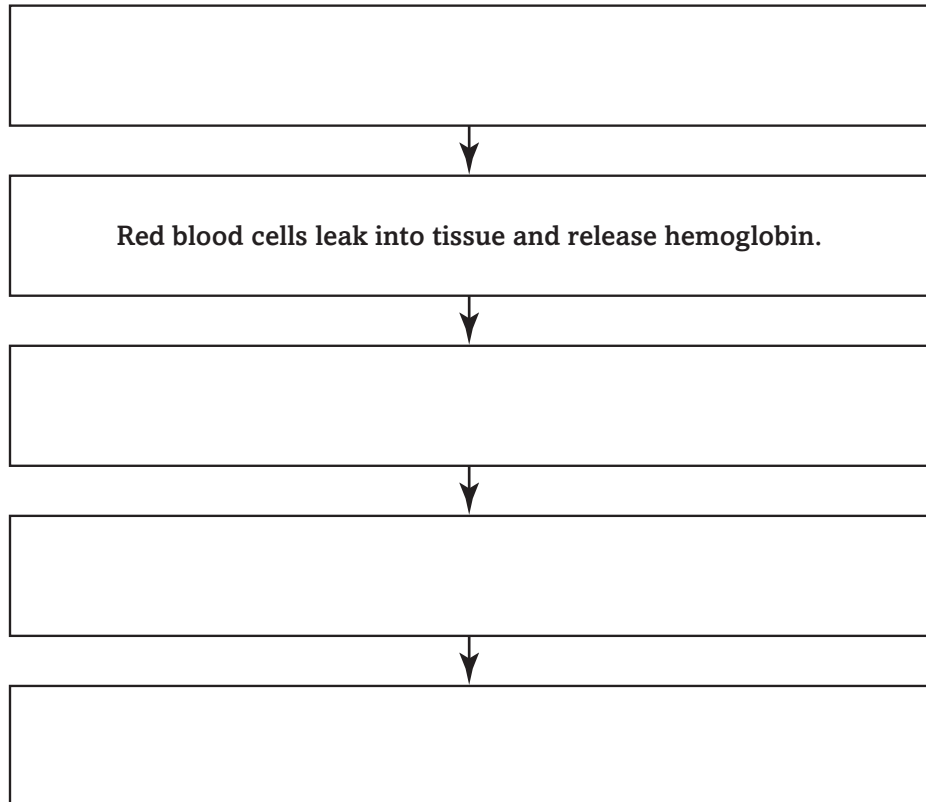 Red blood cells leak into tissue and release hemoglobin.